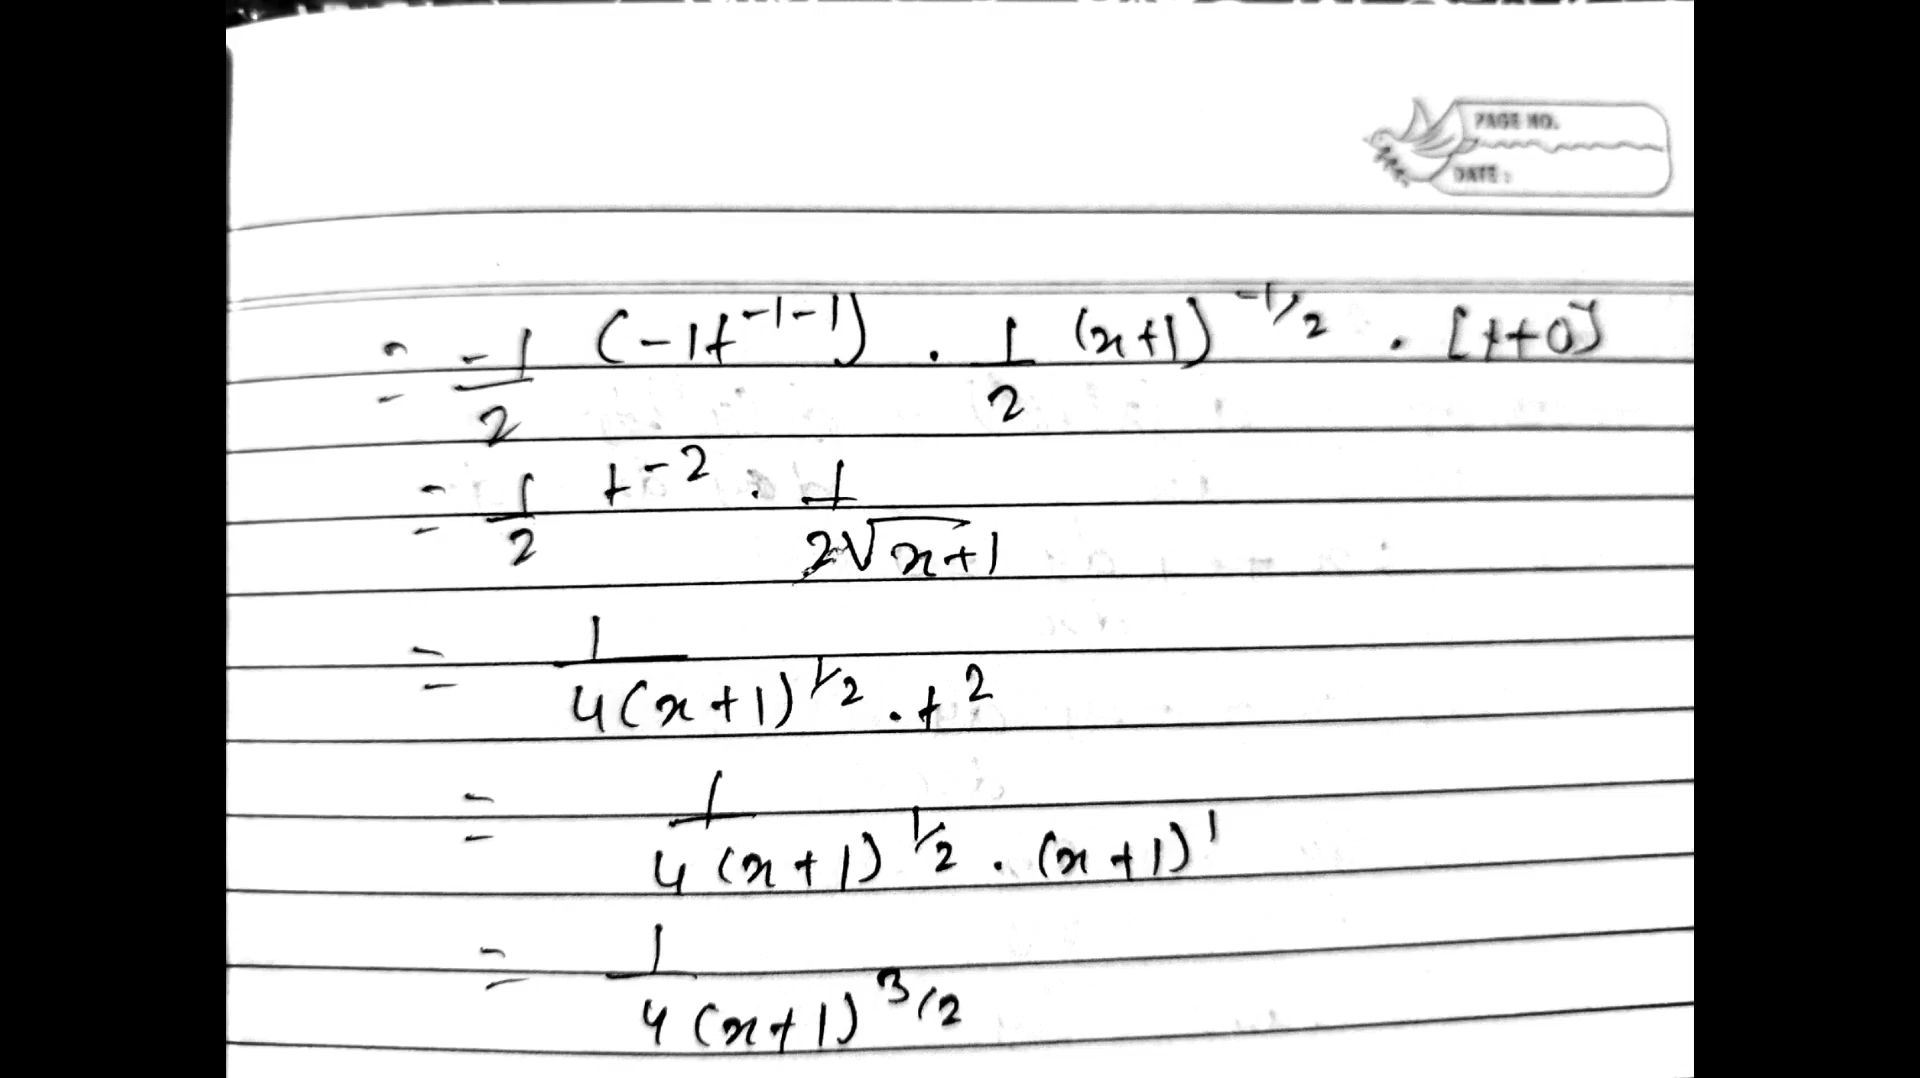 PAGE NO.
DATE :
= -1/2 (-1t^-1-1) . 1/2 (x+1)^-1/2 . [1+0]
= 1/2 t^-2 . 1/2√x+1
= 1/4(x+1)^1/2 . t^2
= 1/4(x+1)^1/2 . (x+1)^1
= 1/4(x+1)^3/2